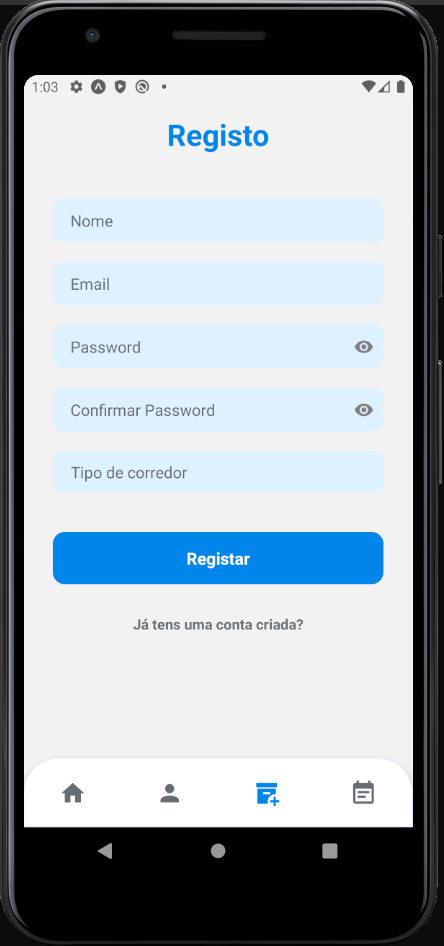 1:03
Registo
Nome
Email
Password
Confirmar Password
Tipo de corredor
Registar
Já tens uma conta criada?